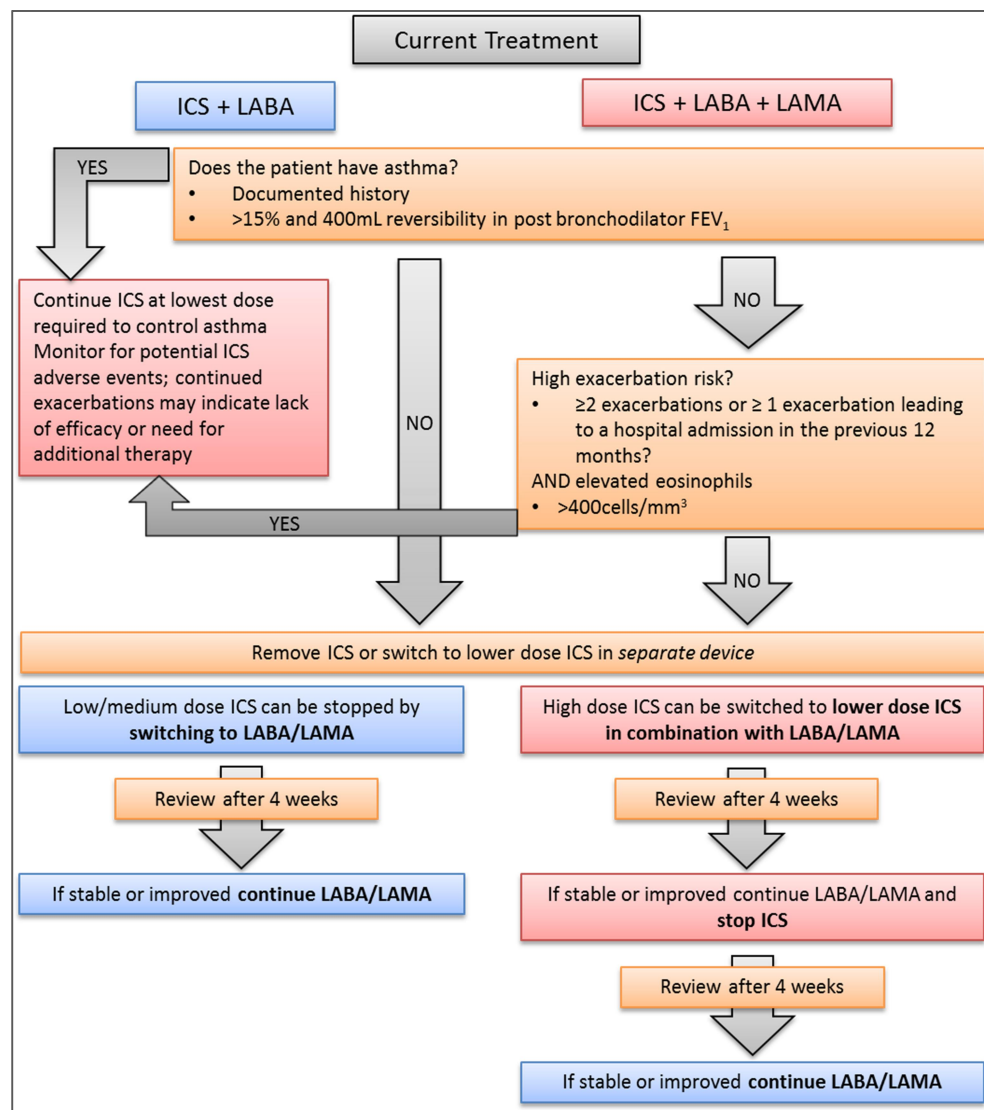 Current Treatment
ICS + LABA
ICS + LABA + LAMA
YES
Does the patient have asthma?
• Documented history
• >15% and 400mL reversibility in post bronchodilator FEV₁
Continue ICS at lowest dose
required to control asthma
Monitor for potential ICS
adverse events; continued
exacerbations may indicate lack
of efficacy or need for
additional therapy
NO
NO
High exacerbation risk?
• ≥2 exacerbations or ≥ 1 exacerbation leading
to a hospital admission in the previous 12
months?
AND elevated eosinophils
• >400cells/mm³
YES
NO
Remove ICS or switch to lower dose ICS in separate device
Low/medium dose ICS can be stopped by
switching to LABA/LAMA
High dose ICS can be switched to lower dose ICS
in combination with LABA/LAMA
Review after 4 weeks
Review after 4 weeks
If stable or improved continue LABA/LAMA
If stable or improved continue LABA/LAMA and
stop ICS
Review after 4 weeks
If stable or improved continue LABA/LAMA